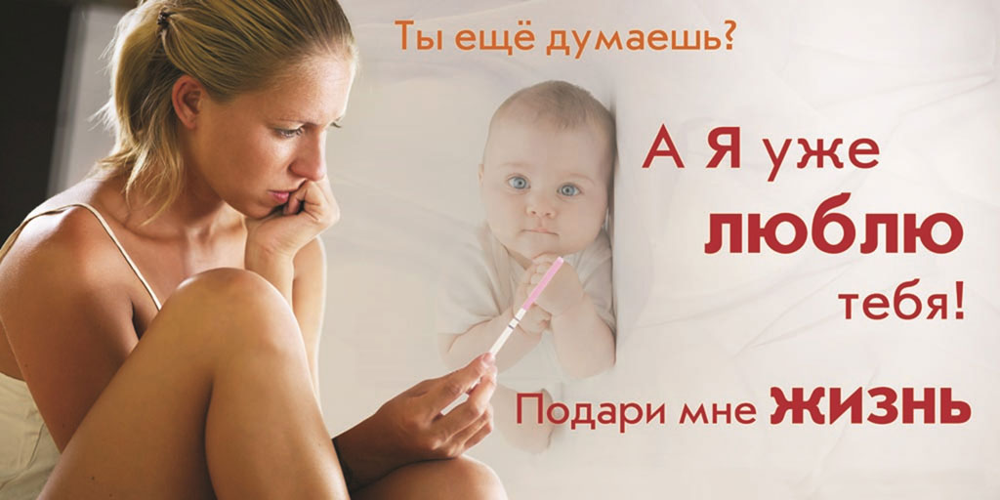 Ты ещё думаешь?
А Я уже
люблю
тебя!
Подари мне жизнь